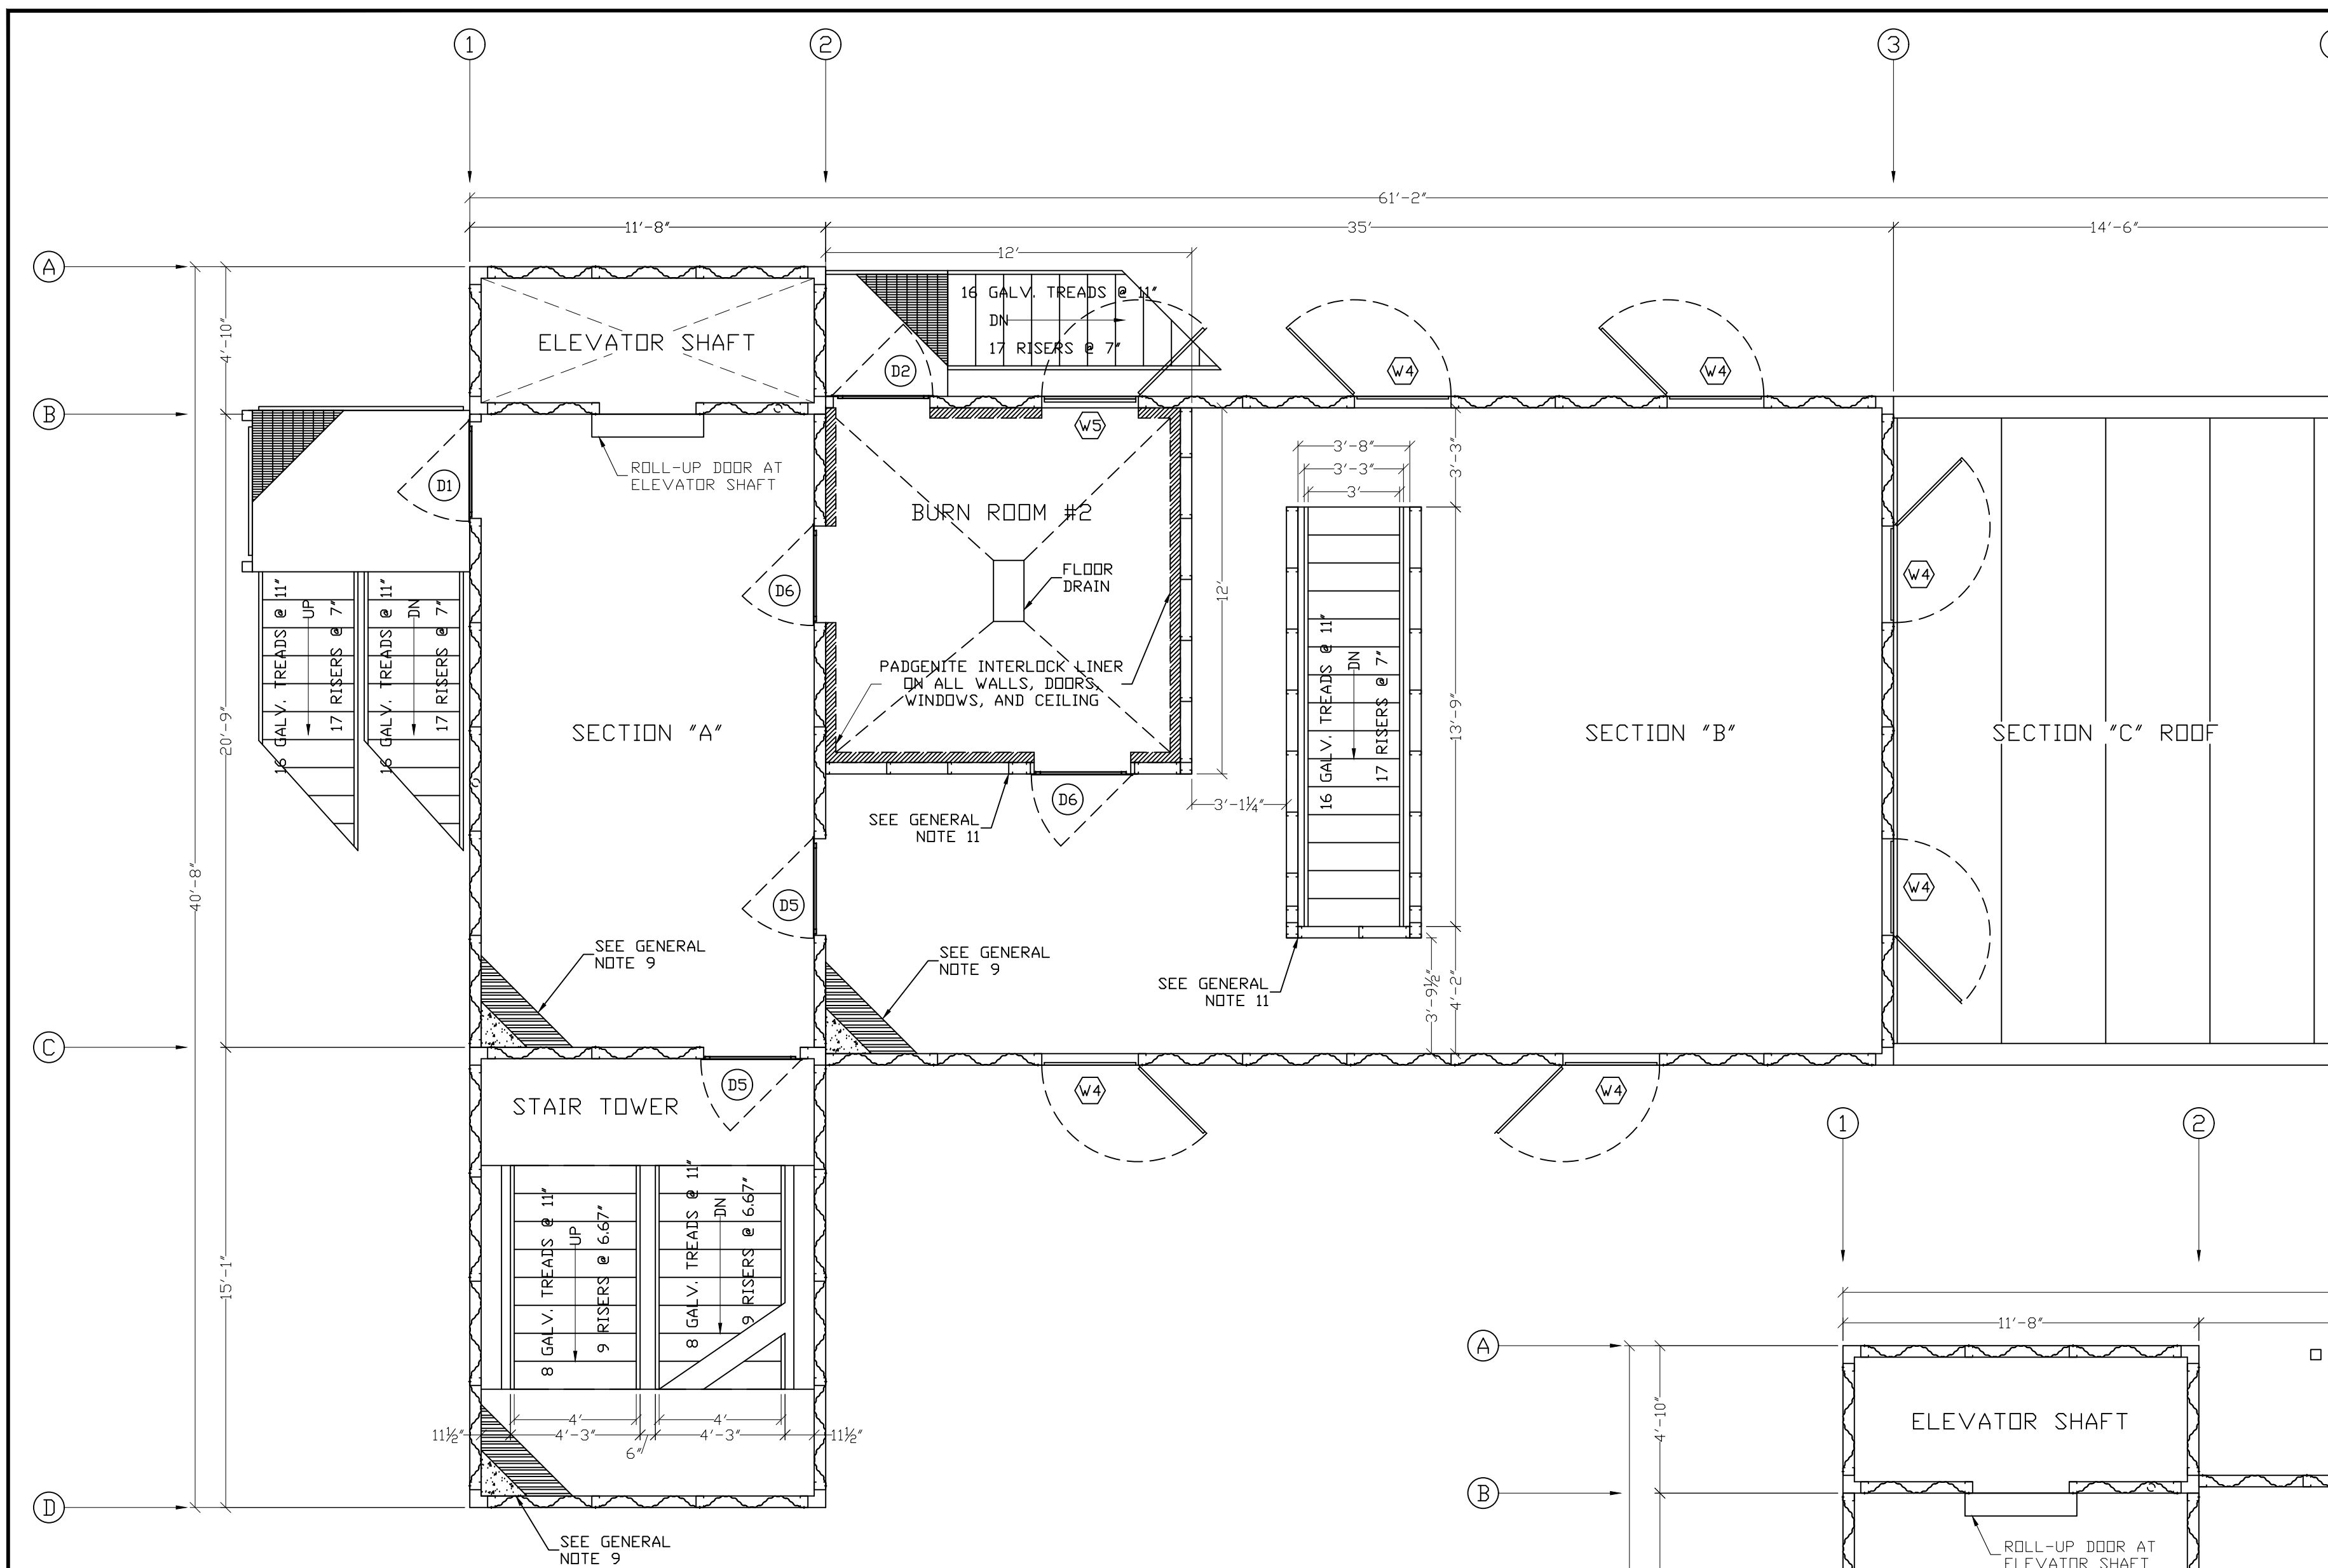 1
2
3
61'-2"
11'-8"
35'
14'-6"
12'
A
16 GALV. TREADS @ 11"
DN
17 RISERS @ 7"
ELEVATOR SHAFT
4'-10"
D2
W4
W4
B
W5
ROLL-UP DOOR AT
ELEVATOR SHAFT
D1
3'-8"
3'-3"
3'
3'-3"
BURN ROOM #2
FLOOR
DRAIN
D6
12'
W4
16 GALV. TREADS @ 11"
UP
17 RISERS @ 7"
16 GALV. TREADS @ 11"
DN
17 RISERS @ 7"
PADGENITE INTERLOCK LINER
ON ALL WALLS, DOORS,
WINDOWS, AND CEILING
16 GALV. TREADS @ 11"
DN
17 RISERS @ 7"
13'-9"
20'-9"
SECTION "A"
SECTION "B"
SECTION "C" ROOF
D6
3'-1¼"
SEE GENERAL
NOTE 11
40'-8"
D5
W4
SEE GENERAL
NOTE 9
SEE GENERAL
NOTE 9
SEE GENERAL
NOTE 11
3'-9½"
4'-2"
C
D5
W4
W4
STAIR TOWER
1
2
8 GALV. TREADS @ 11"
UP
9 RISERS @ 6.67"
8 GALV. TREADS @ 11"
DN
9 RISERS @ 6.67"
15'-1"
11'-8"
A
4'-10"
ELEVATOR SHAFT
4'
4'
11½"
4'-3"
6"
4'-3"
11½"
B
D
SEE GENERAL
NOTE 9
ROLL-UP DOOR AT
ELEVATOR SHAFT